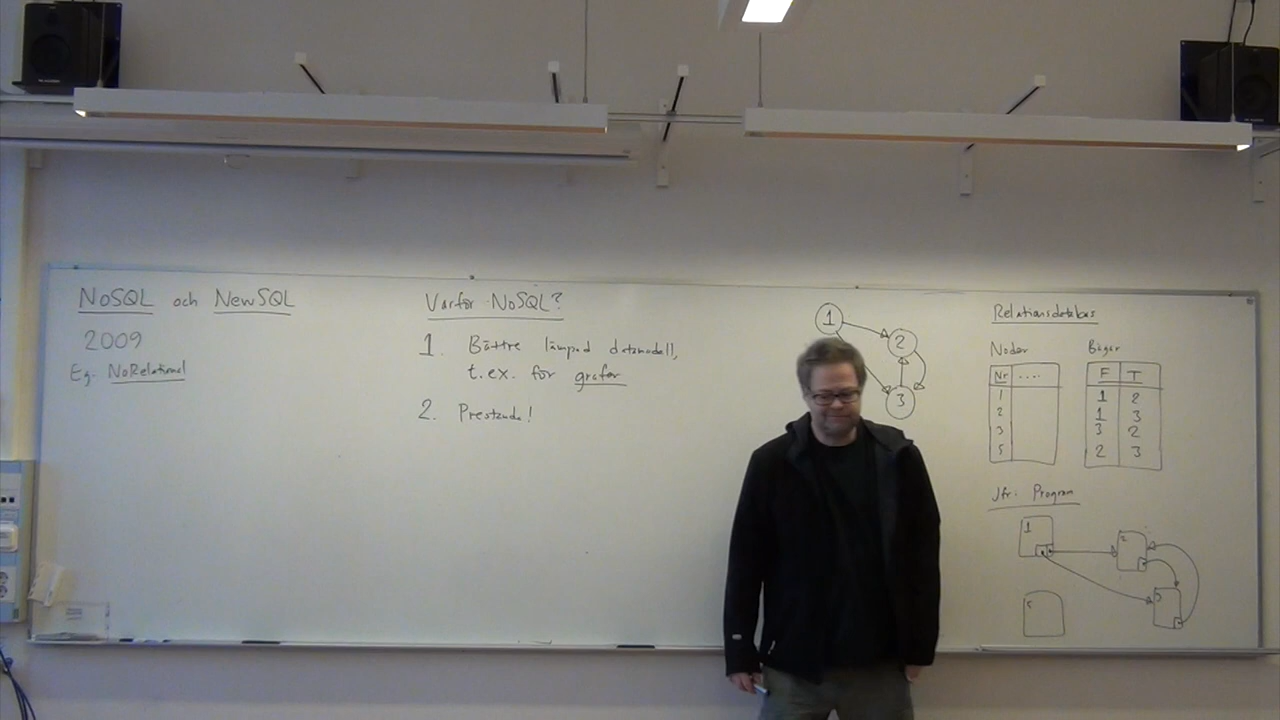 NoSQL och NewSQL
2009
Eg. NoRelational
Varför NoSQL?
1. Bättre lämpad datamodell,
t.ex. för grafer
2. Prestanda!
1
2
3
Relationsdatabas
Noder
Nr ....
1
2
3
5
Bågar
F T
1 2
1 3
3 2
2 3
Jfr. Program
1
2
3